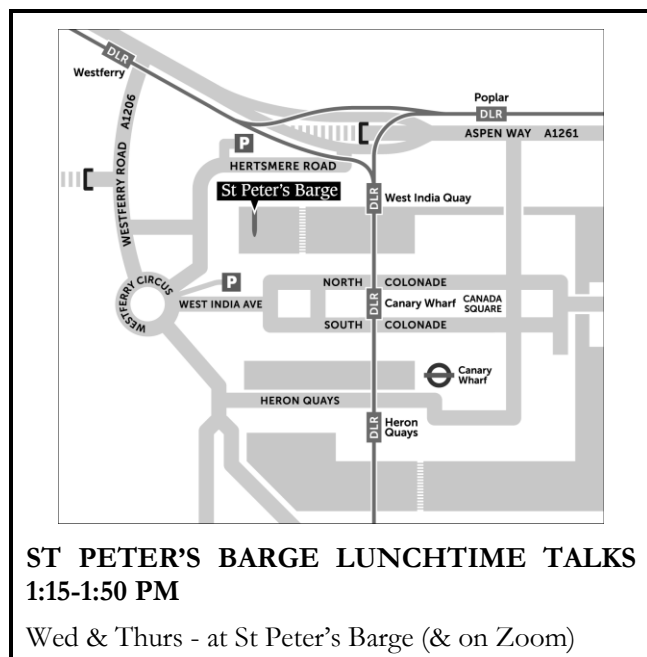 DLR
Westferry
Poplar
DLR
ASPEN WAY A1261
WESTFERRY ROAD A1206
P
HERTSMERE ROAD
St Peter's Barge
DLR
West India Quay
WESTFERRY CIRCUS
P
WEST INDIA AVE
NORTH COLONADE
DLR
Canary Wharf
CANADA
SQUARE
SOUTH COLONADE
Canary
Wharf
HERON QUAYS
DLR
Heron
Quays
ST PETER'S BARGE LUNCHTIME TALKS
1:15-1:50 PM
Wed & Thurs - at St Peter's Barge (& on Zoom)